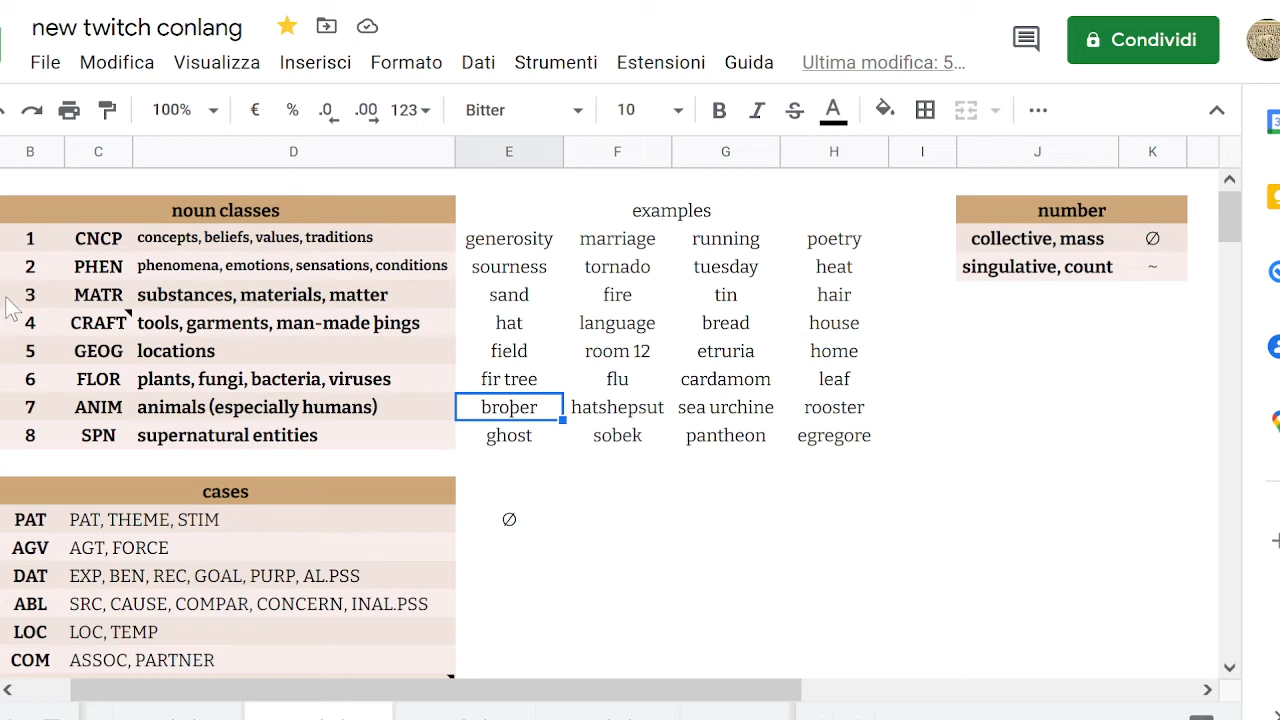 new twitch conlang
Condividi
File Modifica Visualizza Inserisci Formato Dati Strumenti Estensioni Guida Ultima modifica: 5...
100% € % .0 .00 123 Bitter 10 B I S A
B C D E F G H I J K
noun classes examples number
1 CNCP concepts, beliefs, values, traditions generosity marriage running poetry collective, mass ∅
2 PHEN phenomena, emotions, sensations, conditions sourness tornado tuesday heat singulative, count ~
3 MATR substances, materials, matter sand fire tin hair
4 CRAFT tools, garments, man-made þings hat language bread house
5 GEOG locations field room 12 etruria home
6 FLOR plants, fungi, bacteria, viruses fir tree flu cardamom leaf
7 ANIM animals (especially humans) broþer hatshepsut sea urchine rooster
8 SPN supernatural entities ghost sobek pantheon egregore
cases
PAT PAT, THEME, STIM ∅
AGV AGT, FORCE
DAT EXP, BEN, REC, GOAL, PURP, AL.PSS
ABL SRC, CAUSE, COMPAR, CONCERN, INAL.PSS
LOC LOC, TEMP
COM ASSOC, PARTNER